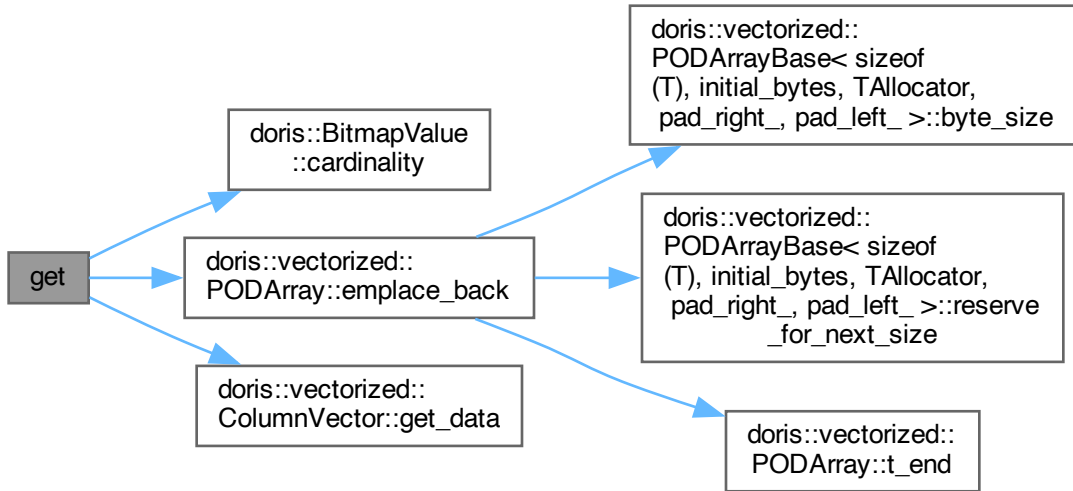 get
doris::BitmapValue
::cardinality
doris::vectorized::
PODArray::emplace_back
doris::vectorized::
ColumnVector::get_data
doris::vectorized::
PODArrayBase< sizeof
(T), initial_bytes, TAllocator,
pad_right_, pad_left_ >::byte_size
doris::vectorized::
PODArrayBase< sizeof
(T), initial_bytes, TAllocator,
pad_right_, pad_left_ >::reserve
_for_next_size
doris::vectorized::
PODArray::t_end